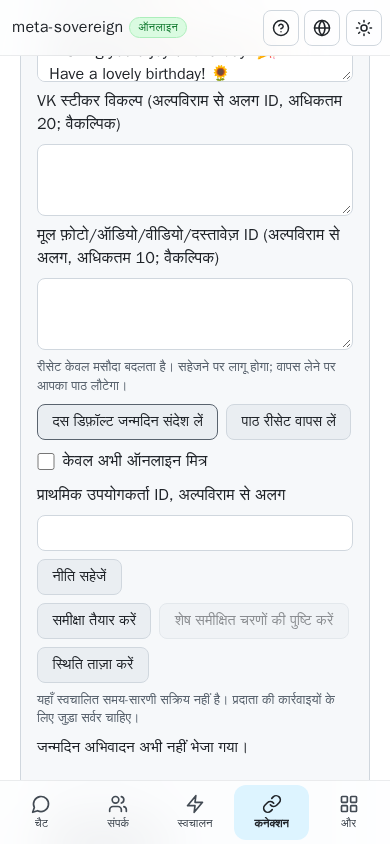 meta-sovereign ऑनलाइन
Have a lovely birthday! 🌻
VK स्टीकर विकल्प (अल्पविराम से अलग ID, अधिकतम
20; वैकल्पिक)
मूल फ़ोटो/ऑडियो/वीडियो/दस्तावेज़ ID (अल्पविराम से
अलग, अधिकतम 10; वैकल्पिक)
रीसेट केवल मसौदा बदलता है। सहेजने पर लागू होगा; वापस लेने पर
आपका पाठ लौटेगा।
दस डिफ़ॉल्ट जन्मदिन संदेश लें पाठ रीसेट वापस लें
केवल अभी ऑनलाइन मित्र
प्राथमिक उपयोगकर्ता ID, अल्पविराम से अलग
नीति सहेजें
समीक्षा तैयार करें शेष समीक्षित चरणों की पुष्टि करें
स्थिति ताज़ा करें
यहाँ स्वचालित समय-सारणी सक्रिय नहीं है। प्रदाता की कार्रवाइयों के
लिए जुड़ा सर्वर चाहिए।
जन्मदिन अभिवादन अभी नहीं भेजा गया।
चैट संपर्क स्वचालन कनेक्शन और